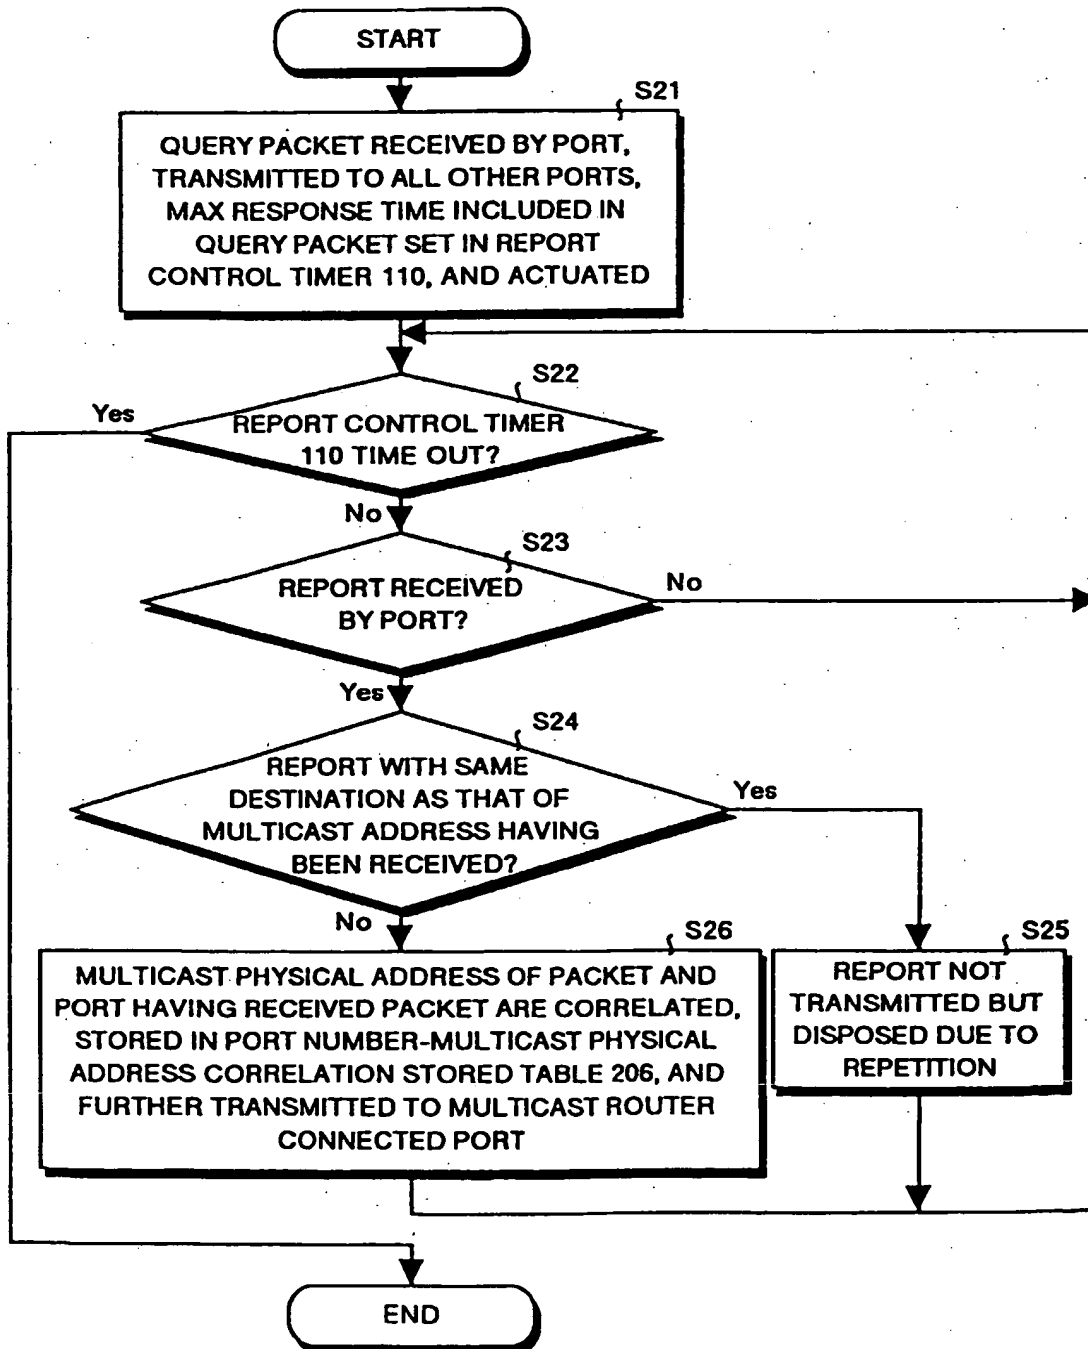 START
S21
QUERY PACKET RECEIVED BY PORT,
TRANSMITTED TO ALL OTHER PORTS,
MAX RESPONSE TIME INCLUDED IN
QUERY PACKET SET IN REPORT
CONTROL TIMER 110, AND ACTUATED
S22
Yes
REPORT CONTROL TIMER
110 TIME OUT?
No
S23
REPORT RECEIVED
BY PORT?
No
Yes
S24
REPORT WITH SAME
DESTINATION AS THAT OF
MULTICAST ADDRESS HAVING
BEEN RECEIVED?
Yes
No
S26
MULTICAST PHYSICAL ADDRESS OF PACKET AND
PORT HAVING RECEIVED PACKET ARE CORRELATED,
STORED IN PORT NUMBER-MULTICAST PHYSICAL
ADDRESS CORRELATION STORED TABLE 206, AND
FURTHER TRANSMITTED TO MULTICAST ROUTER
CONNECTED PORT
S25
REPORT NOT
TRANSMITTED BUT
DISPOSED DUE TO
REPETITION
END